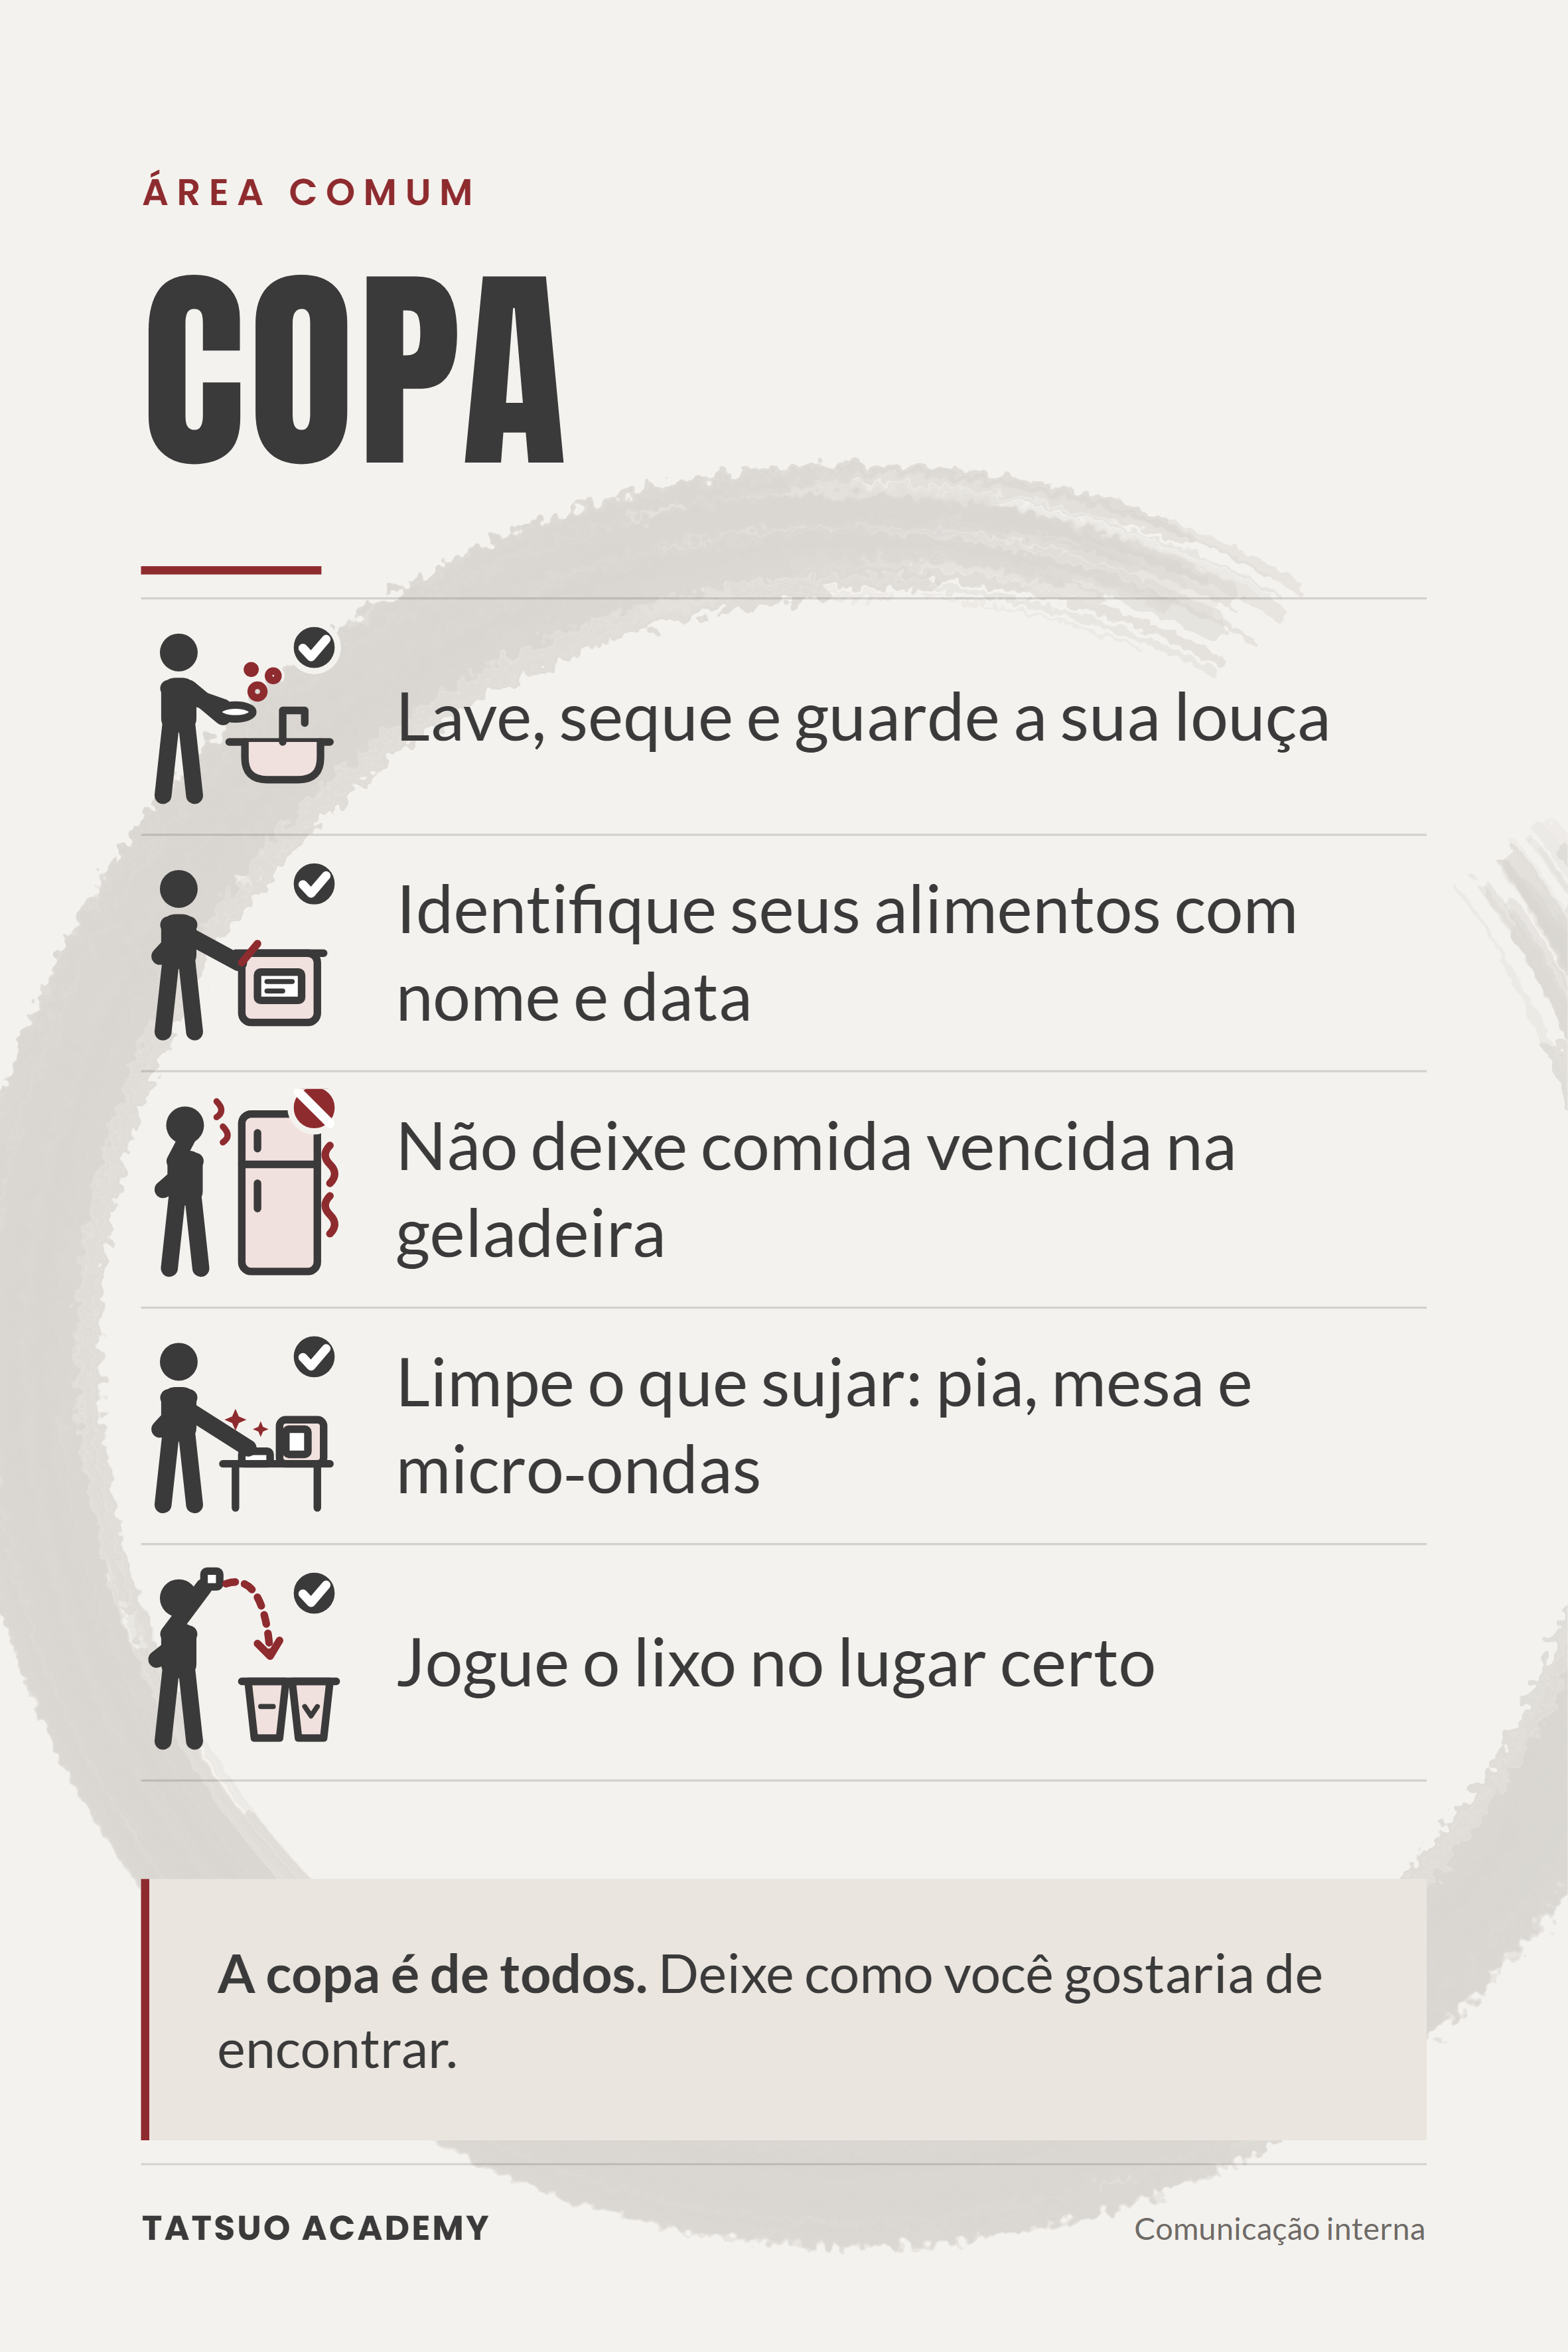 ÁREA COMUM
COPA
Lave, seque e guarde a sua louça
Identifique seus alimentos com
nome e data
Não deixe comida vencida na
geladeira
Limpe o que sujar: pia, mesa e
micro-ondas
Jogue o lixo no lugar certo
A copa é de todos. Deixe como você gostaria de
encontrar.
TATSUO ACADEMY
Comunicação interna